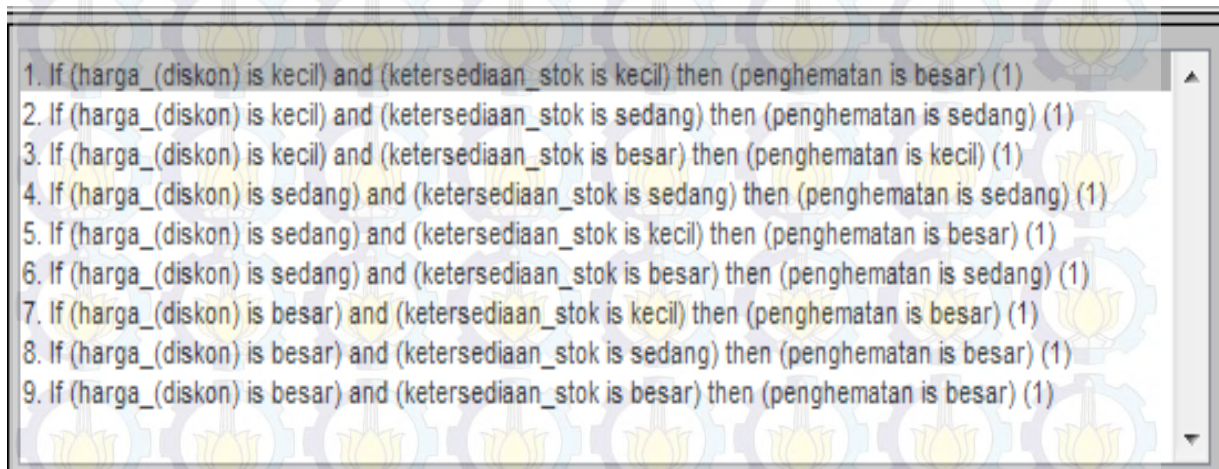 1. If (harga_(diskon) is kecil) and (ketersediaan_stok is kecil) then (penghematan is besar) (1)
2. If (harga_(diskon) is kecil) and (ketersediaan_stok is sedang) then (penghematan is sedang) (1)
3. If (harga_(diskon) is kecil) and (ketersediaan_stok is besar) then (penghematan is kecil) (1)
4. If (harga_(diskon) is sedang) and (ketersediaan_stok is sedang) then (penghematan is sedang) (1)
5. If (harga_(diskon) is sedang) and (ketersediaan_stok is kecil) then (penghematan is besar) (1)
6. If (harga_(diskon) is sedang) and (ketersediaan_stok is besar) then (penghematan is sedang) (1)
7. If (harga_(diskon) is besar) and (ketersediaan_stok is kecil) then (penghematan is besar) (1)
8. If (harga_(diskon) is besar) and (ketersediaan_stok is sedang) then (penghematan is besar) (1)
9. If (harga_(diskon) is besar) and (ketersediaan_stok is besar) then (penghematan is besar) (1)